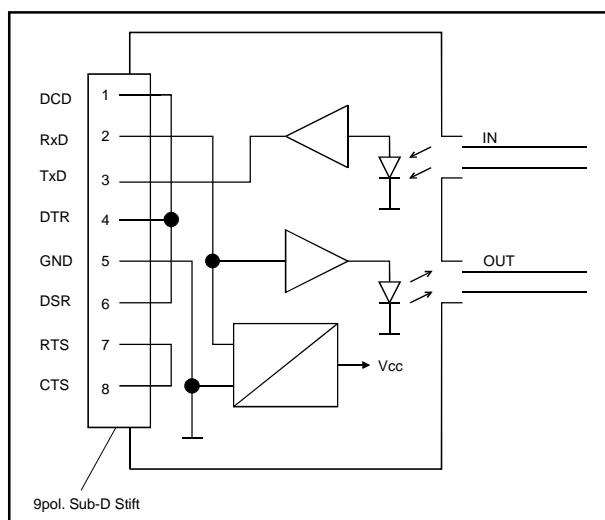 DCD 1
RxD 2
TxD 3
DTR 4
GND 5
DSR 6
RTS 7
CTS 8
IN
OUT
Vcc
9pol. Sub-D Stift